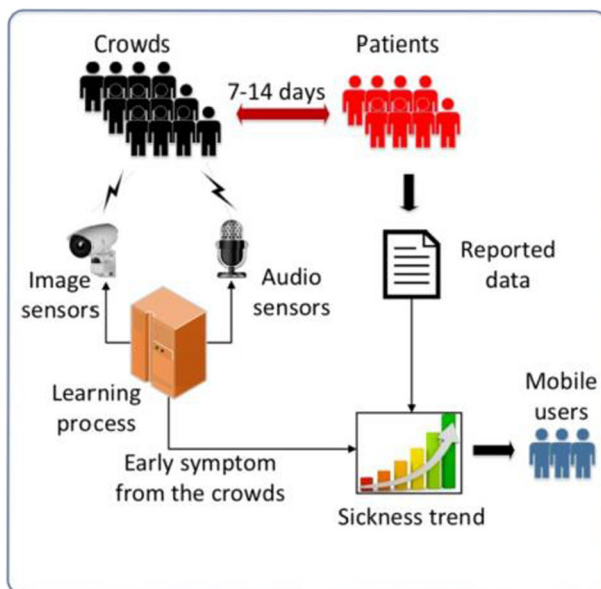 Crowds
Patients
7-14 days
Image
sensors
Audio
sensors
Reported
data
Learning
process
Mobile
users
Early symptom
from the crowds
Sickness trend